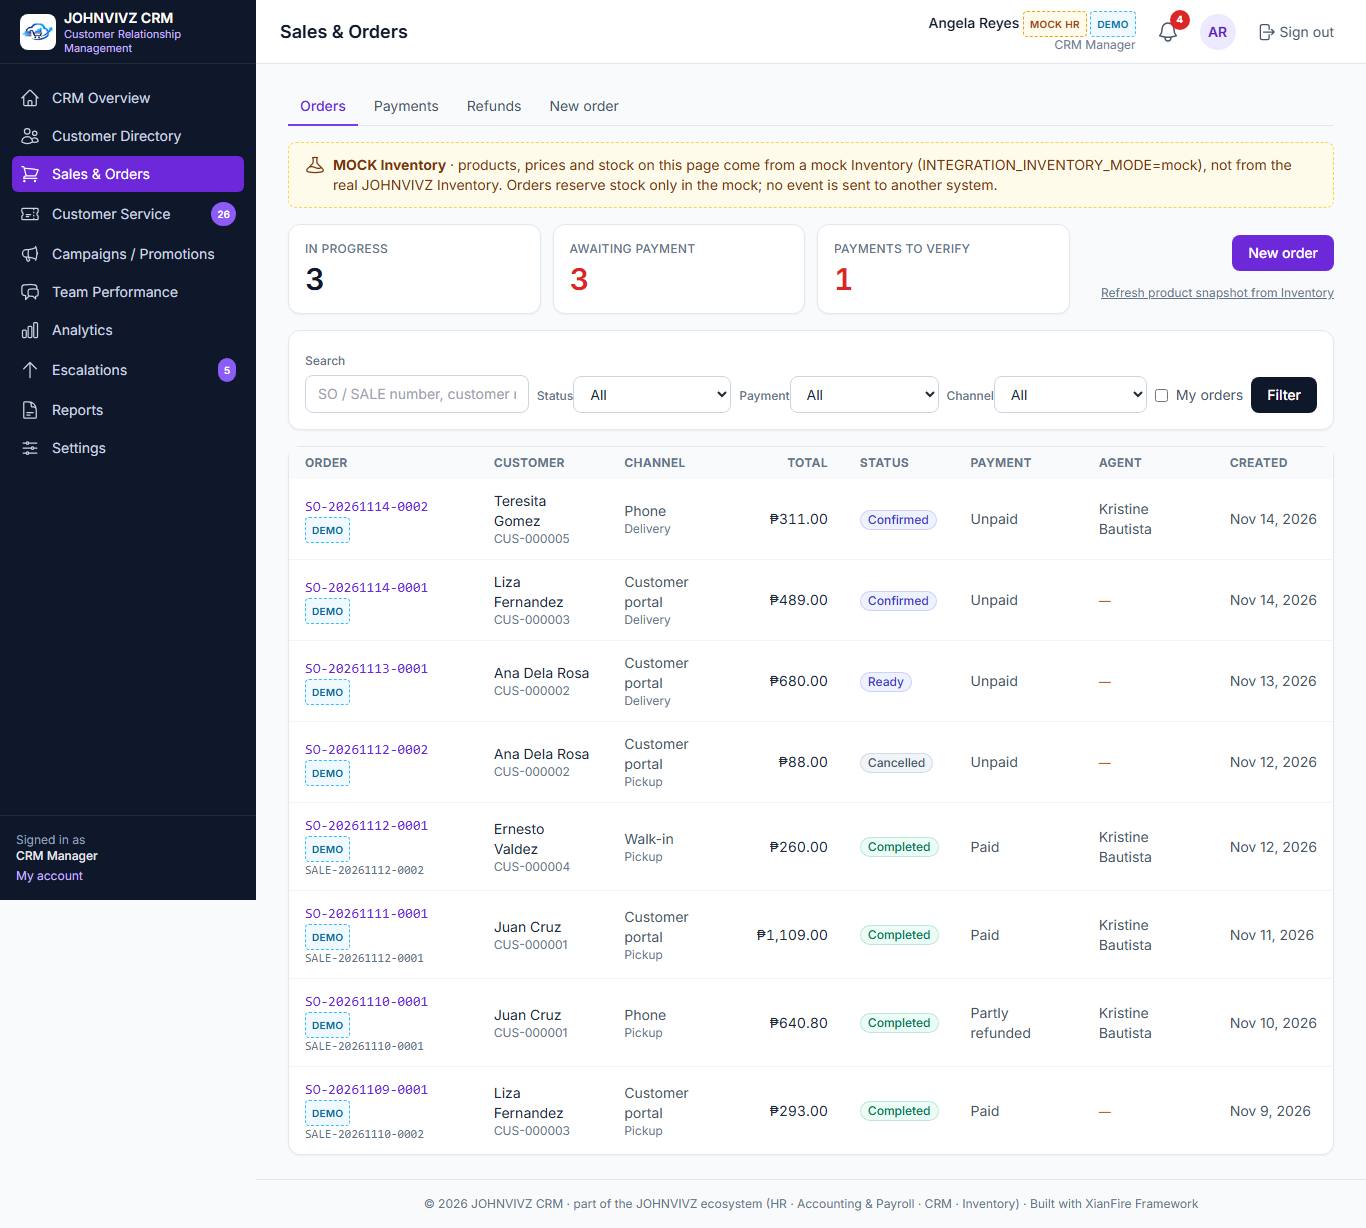 JOHNVIVZ CRM
Customer Relationship
Management
Sales & Orders
Angela Reyes MOCK HR DEMO
CRM Manager
4
AR
Sign out
CRM Overview
Customer Directory
Sales & Orders
Customer Service 26
Campaigns / Promotions
Team Performance
Analytics
Escalations 5
Reports
Settings
Signed in as
CRM Manager
My account
Orders Payments Refunds New order
MOCK Inventory · products, prices and stock on this page come from a mock Inventory (INTEGRATION_INVENTORY_MODE=mock), not from the
real JOHNVIVZ Inventory. Orders reserve stock only in the mock; no event is sent to another system.
IN PROGRESS
3
AWAITING PAYMENT
3
PAYMENTS TO VERIFY
1
New order
Refresh product snapshot from Inventory
Search
SO / SALE number, customer Status All Payment All Channel All My orders Filter
ORDER CUSTOMER CHANNEL TOTAL STATUS PAYMENT AGENT CREATED
SO-20261114-0002
DEMO
Teresita
Gomez
CUS-000005
Phone
Delivery
₱311.00
Confirmed
Unpaid
Kristine
Bautista
Nov 14, 2026
SO-20261114-0001
DEMO
Liza
Fernandez
CUS-000003
Customer
portal
Delivery
₱489.00
Confirmed
Unpaid
—
Nov 14, 2026
SO-20261113-0001
DEMO
Ana Dela Rosa
CUS-000002
Customer
portal
Delivery
₱680.00
Ready
Unpaid
—
Nov 13, 2026
SO-20261112-0002
DEMO
Ana Dela Rosa
CUS-000002
Customer
portal
Pickup
₱88.00
Cancelled
Unpaid
—
Nov 12, 2026
SO-20261112-0001
DEMO
SALE-20261112-0002
Ernesto
Valdez
CUS-000004
Walk-in
Pickup
₱260.00
Completed
Paid
Kristine
Bautista
Nov 12, 2026
SO-20261111-0001
DEMO
SALE-20261112-0001
Juan Cruz
CUS-000001
Customer
portal
Pickup
₱1,109.00
Completed
Paid
Kristine
Bautista
Nov 11, 2026
SO-20261110-0001
DEMO
SALE-20261110-0001
Juan Cruz
CUS-000001
Phone
Pickup
₱640.80
Completed
Partly
refunded
Kristine
Bautista
Nov 10, 2026
SO-20261109-0001
DEMO
SALE-20261110-0002
Liza
Fernandez
CUS-000003
Customer
portal
Pickup
₱293.00
Completed
Paid
—
Nov 9, 2026
© 2026 JOHNVIVZ CRM · part of the JOHNVIVZ ecosystem (HR · Accounting & Payroll · CRM · Inventory) · Built with XianFire Framework